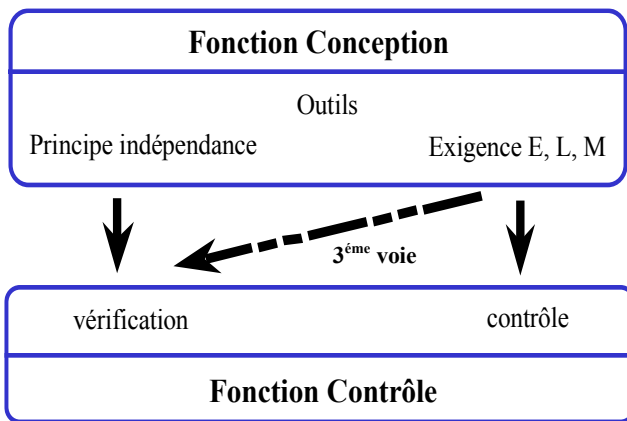 Fonction Conception
Outils
Principe indépendance
Exigence E, L, M
3éme voie
vérification
contrôle
Fonction Contrôle